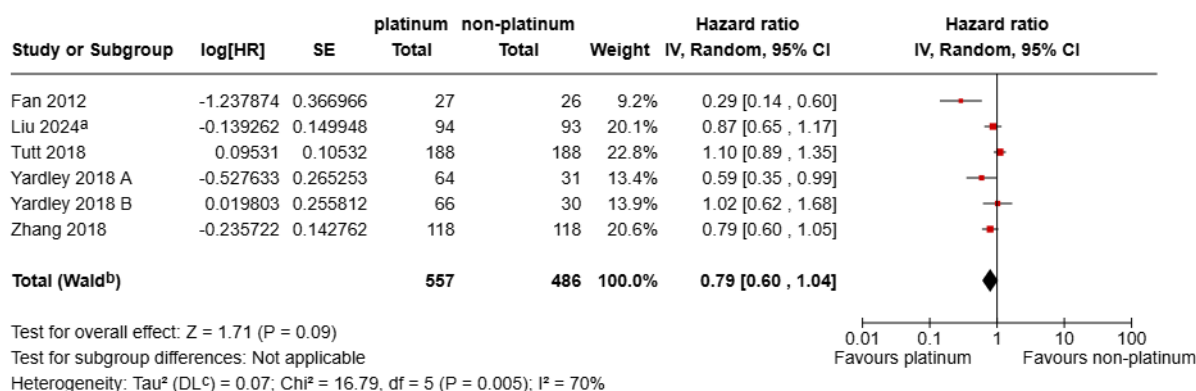 platinum non-platinum Hazard ratio Hazard ratio
Study or Subgroup log[HR] SE Total Total Weight IV, Random, 95% CI IV, Random, 95% CI
Fan 2012 -1.237874 0.366966 27 26 9.2% 0.29 [0.14 , 0.60]
Liu 2024ᵃ -0.139262 0.149948 94 93 20.1% 0.87 [0.65 , 1.17]
Tutt 2018 0.09531 0.10532 188 188 22.8% 1.10 [0.89 , 1.35]
Yardley 2018 A -0.527633 0.265253 64 31 13.4% 0.59 [0.35 , 0.99]
Yardley 2018 B 0.019803 0.255812 66 30 13.9% 1.02 [0.62 , 1.68]
Zhang 2018 -0.235722 0.142762 118 118 20.6% 0.79 [0.60 , 1.05]
Total (Waldᵇ) 557 486 100.0% 0.79 [0.60 , 1.04]
Test for overall effect: Z = 1.71 (P = 0.09)
Test for subgroup differences: Not applicable
Heterogeneity: Tau² (DLᶜ) = 0.07; Chi² = 16.79, df = 5 (P = 0.005); I² = 70%
0.01 0.1 1 10 100
Favours platinum Favours non-platinum